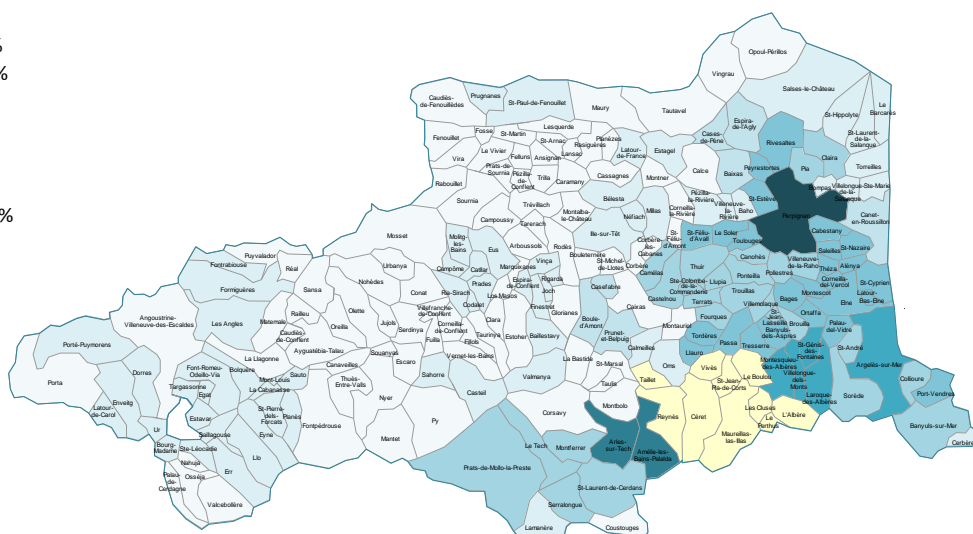 %
%
%
Opoul-Périllos
Vingrau
Salses-le-Château
Caudiès-
de-Fenouillèdes
Prugnanes
St-Paul-de-Fenouillet
Maury
Tautavel
Espira-
de-l'Agly
St-Hippolyte
Le
Barcarès
Cases-
de-Pène
Rivesaltes
St-Laurent-
de-la-
Salanque
Fenouillet
Fosse
St-Martin
Lesquerde
St-Arnac
Rasiguères
Planèzes
Latour-
de-France
Estagel
Vira
Le Vivier
Prats-de-
Sournia
Felluns
Ansignan
Lansac
Pézilla-
de-
Conflent
Trilla
Caramany
Cassagnes
Montner
Calce
Baixas
Peyrestortes
Pia
Claira
Torreilles
Rabouillet
Sournia
Trévillach
Bélesta
Pézilla-
la-Rivière
Villeneuve-
la-
Rivière
Baho
St-Estève
Bompas
Villelongue-
de-la-
Salanque
Ste-Marie
Perpignan
Canet-
en-Roussillon
Campoussy
Tarerach
Montalba-
le-Château
Néfiach
Millas
Corneilla-
la-Rivière
Ille-sur-Têt
St-Féliu-
d'Avall
St-
Féliu-
d'Amont
Le Soler
Toulouges
Cabestany
Saleilles
St-Nazaire
Mosset
Molitg-
les-
Bains
Eus
Arboussols
Rodès
Bouleternère
Corbère-
les-
Cabanes
Corbère
Camélas
St-Michel-
de-Llotes
Canohès
Villeneuve-
de-la-Raho
Théza
Alénya
Corneilla-
del-Vercol
St-Cyprien
Campôme
Catllar
Marquixanes
Vinça
Prades
Espira-
de-
Conflent
Rigarda
Joch
Finestret
Glorianes
Casefabre
Thuir
Ste-Colombe-
de-la-
Commanderie
Llupia
Ponteilla
Pollestres
Castelnou
Terrats
Trouillas
Villemolaque
Bages
Montescot
Elne
Latour-
Bas-Elne
Puyvalador
Réal
Fontrabiouse
Formiguères
Sansa
Urbanya
Nohèdes
Conat
Ria-Sirach
Codalet
Los Masos
Clara
Villefranche-
de-Conflent
Corneilla-
de-Conflent
Fuilla
Taurinya
Fillols
Estoher
Baillestavy
Boule-
d'Amont
Caixas
Prunet-
et-Belpuig
Montauriol
Fourques
Tordères
St-
Jean-
Lasseille
Brouilla
Ortaffa
Banyuls-
dels-Aspres
Palau-
del-Vidre
Passa
Tresserre
Angoustrine-
Villeneuve-des-Escaldes
Les Angles
Matemale
Railleu
Caudiès-
de-Conflent
Olette
Oreilla
Jujols
Serdinya
Souanyas
Escaro
Vernet-les-Bains
Ayguatébia-Talau
La Llagonne
Canaveilles
Sahorre
Casteil
Valmanya
La Bastide
St-Marsal
Taulis
Calmeilles
Oms
Llauro
Taillet
Vivès
Le Boulou
St-Jean-
Pla-de-Corts
Montesquieu-
des-Albères
Villelongue-
dels-
Monts
St-Génis-
des-
Fontaines
St-André
Argelès-sur-Mer
Laroque-
des-Albères
Sorède
Collioure
Port-Vendres
Banyuls-sur-Mer
Cerbère
Porté-Puymorens
Porta
Dorres
Enveitg
Latour-
de-Carol
Ur
Font-Romeu-
Odeillo-Via
Targassonne
Egat
Bolquère
Mont-Louis
La Cabanasse
Sauto
Thuès-
Entre-Valls
Nyer
Fontpédrouse
Mantet
Py
Planès
St-Pierre-
dels-
Forcats
Eyne
Estavar
Saillagouse
Bourg-
Madame
Ste-Léocadie
Nahuja
Osséja
Palau-
de-
Cerdagne
Err
Llo
Valcebollère
Corsavy
Montbolo
Arles-
sur-Tech
Amélie-les-
Bains-Palalda
Reynès
Céret
Maureillas-
las-Illas
Les Cluses
Le
Perthus
L'Albère
Prats-de-Mollo-la-Preste
Le Tech
Montferrer
St-Laurent-de-Cerdans
Serralongue
Lamanère
Coustouges